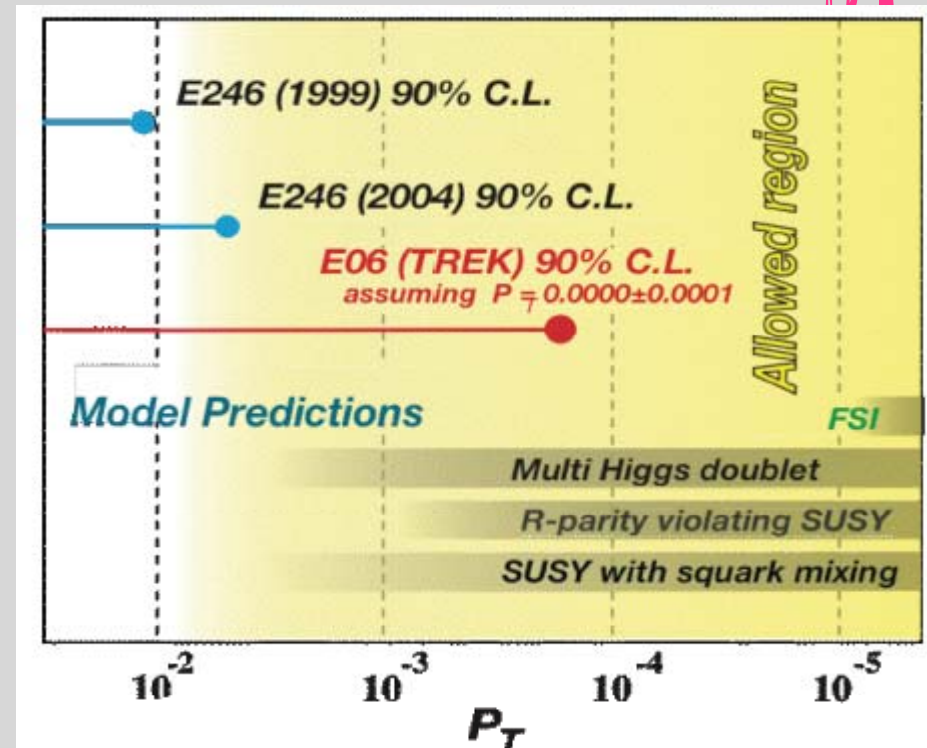 E246 (1999) 90% C.L.
E246 (2004) 90% C.L.
E06 (TREK) 90% C.L.
assuming P_T = 0.0000±0.0001
Allowed region
Model Predictions
FSI
Multi Higgs doublet
R-parity violating SUSY
SUSY with squark mixing
10^-2 10^-3 10^-4 10^-5
P_T